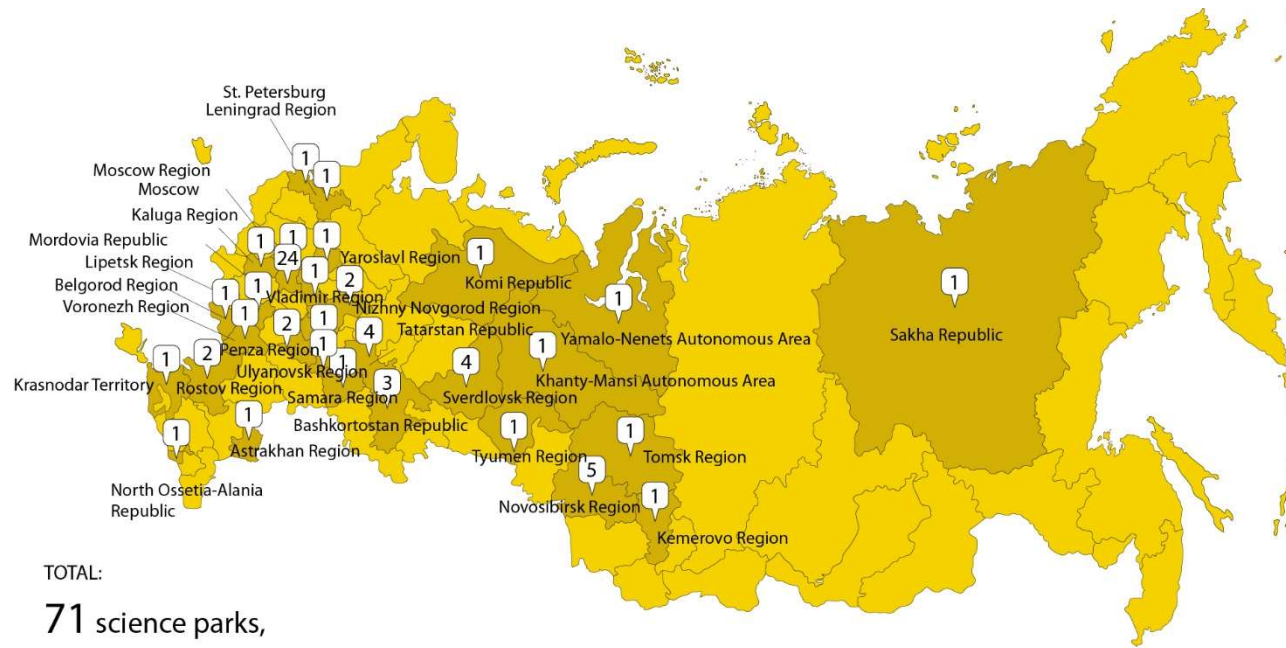 St. Petersburg
Leningrad Region
1
1
Moscow Region
Moscow
Kaluga Region
Mordovia Republic
Lipetsk Region
Belgorod Region
Voronezh Region
1
1
1
24
1
2
1
1
Yaroslavl Region
Vladimir Region
Nizhny Novgorod Region
1
Komi Republic
1
Yamalo-Nenets Autonomous Area
1
Sakha Republic
1
2
1
1
4
Tatarstan Republic
1
2
Penza Region
Ulyanovsk Region
1
Krasnodar Territory
Rostov Region
Samara Region
3
Bashkortostan Republic
4
Sverdlovsk Region
1
Khanty-Mansi Autonomous Area
1
Astrakhan Region
1
North Ossetia-Alania
Republic
1
Tyumen Region
1
Tomsk Region
5
Novosibirsk Region
1
Kemerovo Region
TOTAL:
71 science parks,